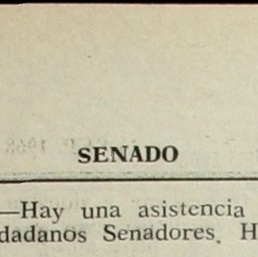 SENADO
—Hay una asistencia
dadanos Senadores. H